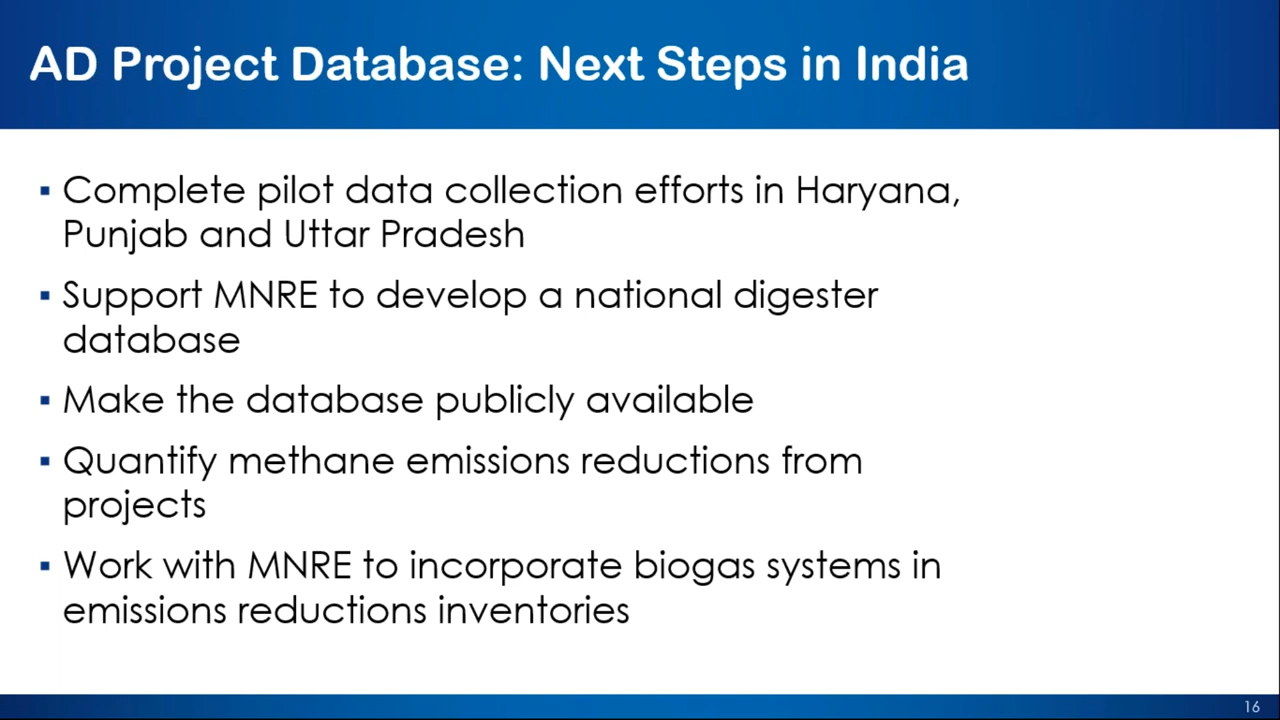 AD Project Database: Next Steps in India
▪ Complete pilot data collection efforts in Haryana,
Punjab and Uttar Pradesh
▪ Support MNRE to develop a national digester
database
▪ Make the database publicly available
▪ Quantify methane emissions reductions from
projects
▪ Work with MNRE to incorporate biogas systems in
emissions reductions inventories
16